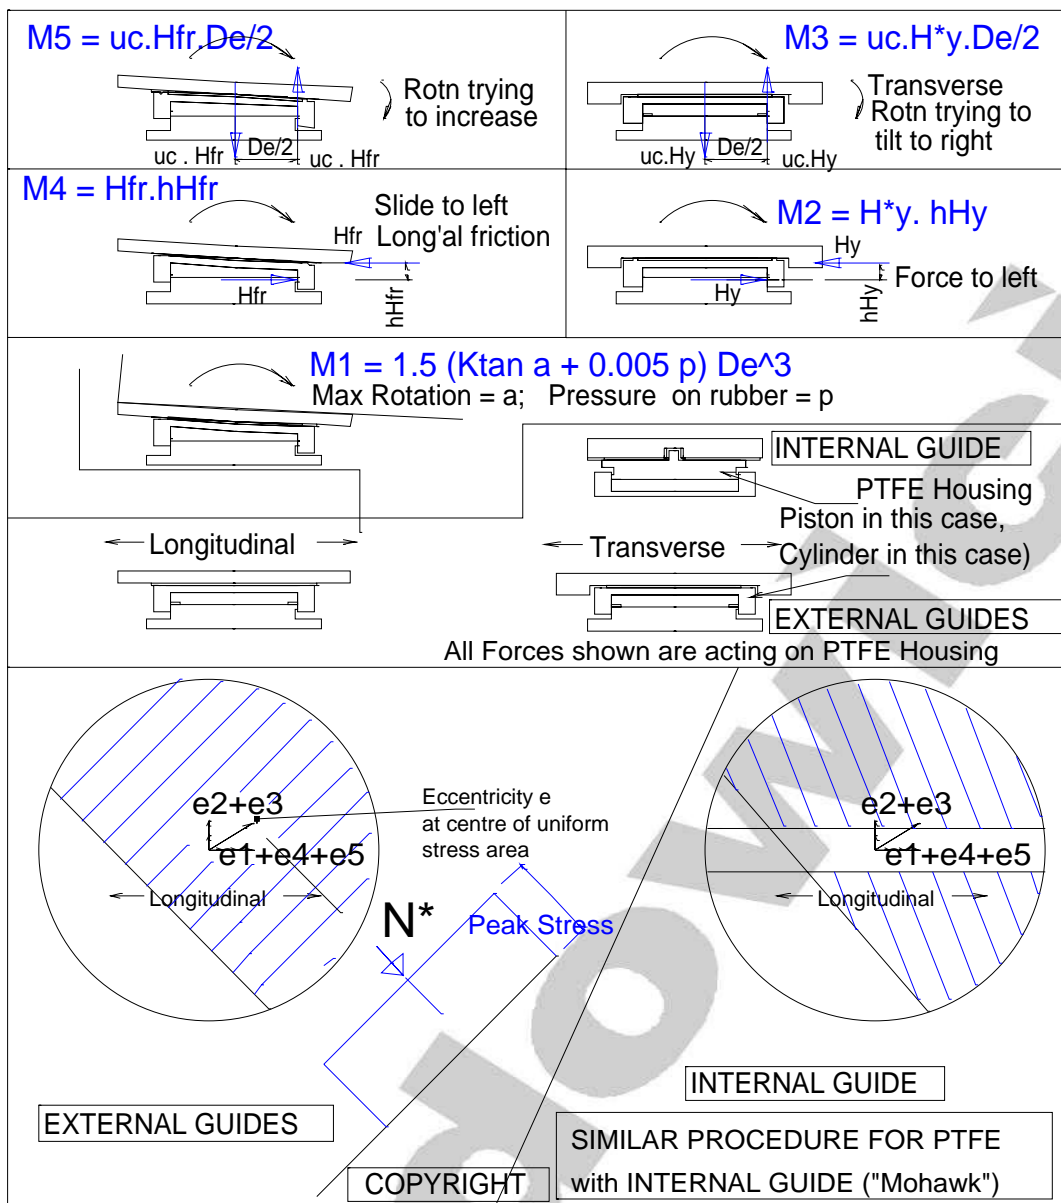 M5 = uc.Hfr.De/2
Rotn trying
to increase
De/2
uc . Hfr
uc . Hfr
M3 = uc.H*y.De/2
Transverse
Rotn trying to
tilt to right
uc.Hy
De/2
uc.Hy
M4 = Hfr.hHfr
Slide to left
Long'al friction
Hfr
Hfr
hHfr
M2 = H*y. hHy
Hy
Force to left
Hy
hHy
M1 = 1.5 (Ktan a + 0.005 p) De^3
Max Rotation = a; Pressure on rubber = p
INTERNAL GUIDE
PTFE Housing
Piston in this case,
Cylinder in this case)
Longitudinal
Transverse
EXTERNAL GUIDES
All Forces shown are acting on PTFE Housing
e2+e3
e1+e4+e5
Longitudinal
Eccentricity e
at centre of uniform
stress area
N*
Peak Stress
e2+e3
e1+e4+e5
Longitudinal
EXTERNAL GUIDES
INTERNAL GUIDE
COPYRIGHT
SIMILAR PROCEDURE FOR PTFE
with INTERNAL GUIDE ("Mohawk")